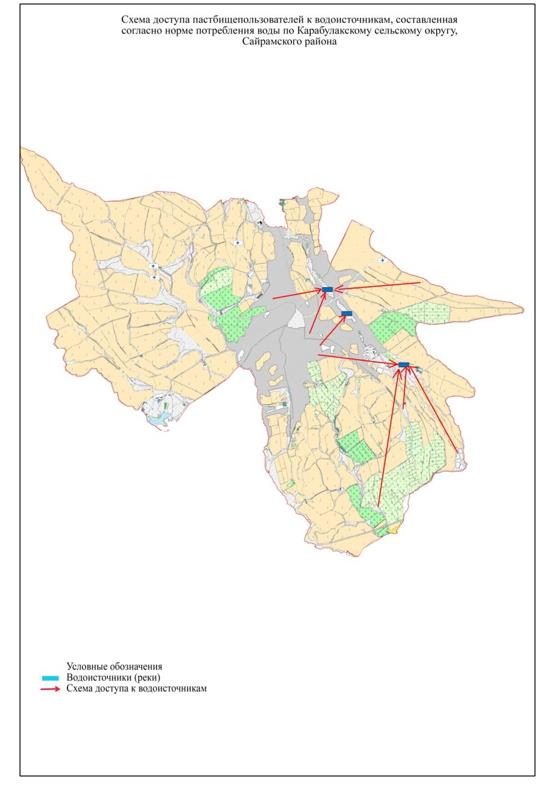 Схема доступа пастбищепользователей к водоисточникам, составленная
согласно норме потребления воды по Карабулакскому сельскому округу,
Сайрамского района
Условные обозначения
Водоисточники (реки)
Схема доступа к водоисточникам